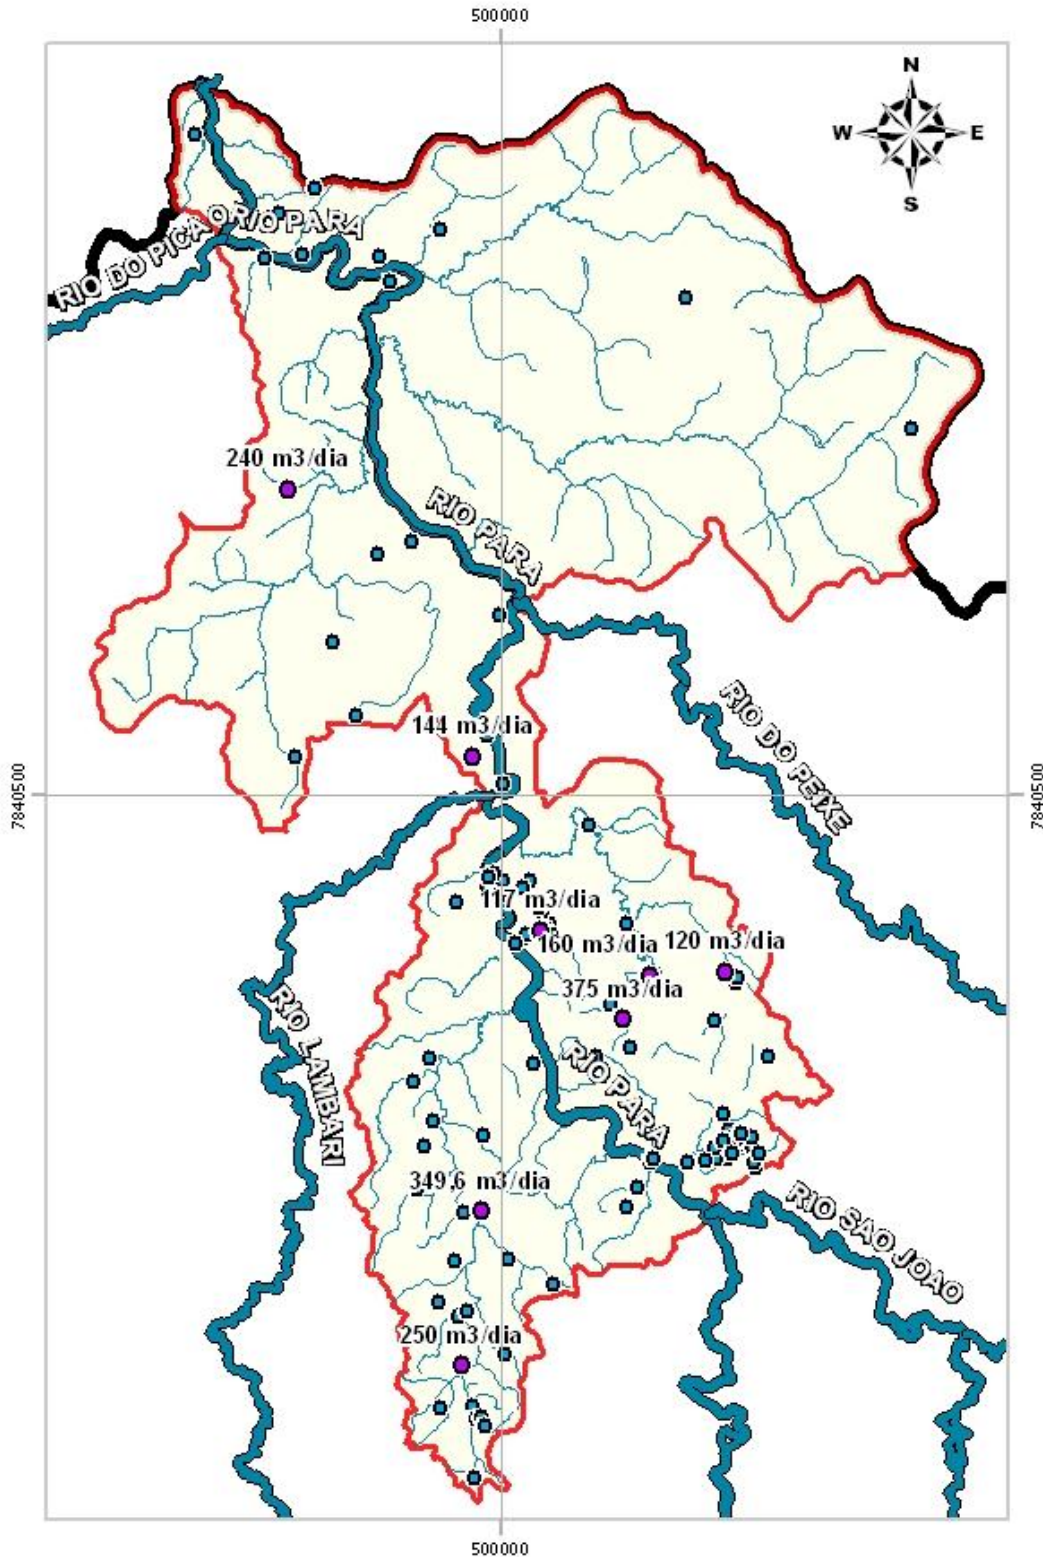 500000
N
W
E
S
RIO PARA
RIO DO PICAO
240 m3/dia
RIO PARA
144 m3/dia
RIO DO PEIXE
7840500
7840500
117 m3/dia
160 m3/dia
120 m3/dia
375 m3/dia
RIO LAMBARI
RIO PARA
349,6 m3/dia
RIO SAO JOAO
250 m3/dia
500000